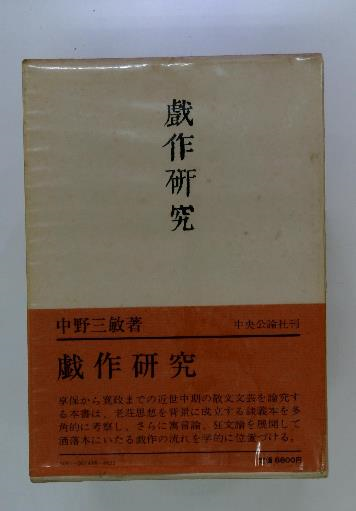 戯作研究
中野三敏著
中央公論社刊
戯作研究
享保から寛政までの近世中期の散文文芸を論究す
る本書は、老荘思想を背景に成立する談義本を多
角的に考察し、さらに寓言論、狂文論を展開して
洒落本にいたる戯作の流れを学的に位置づける。
定価 6800円